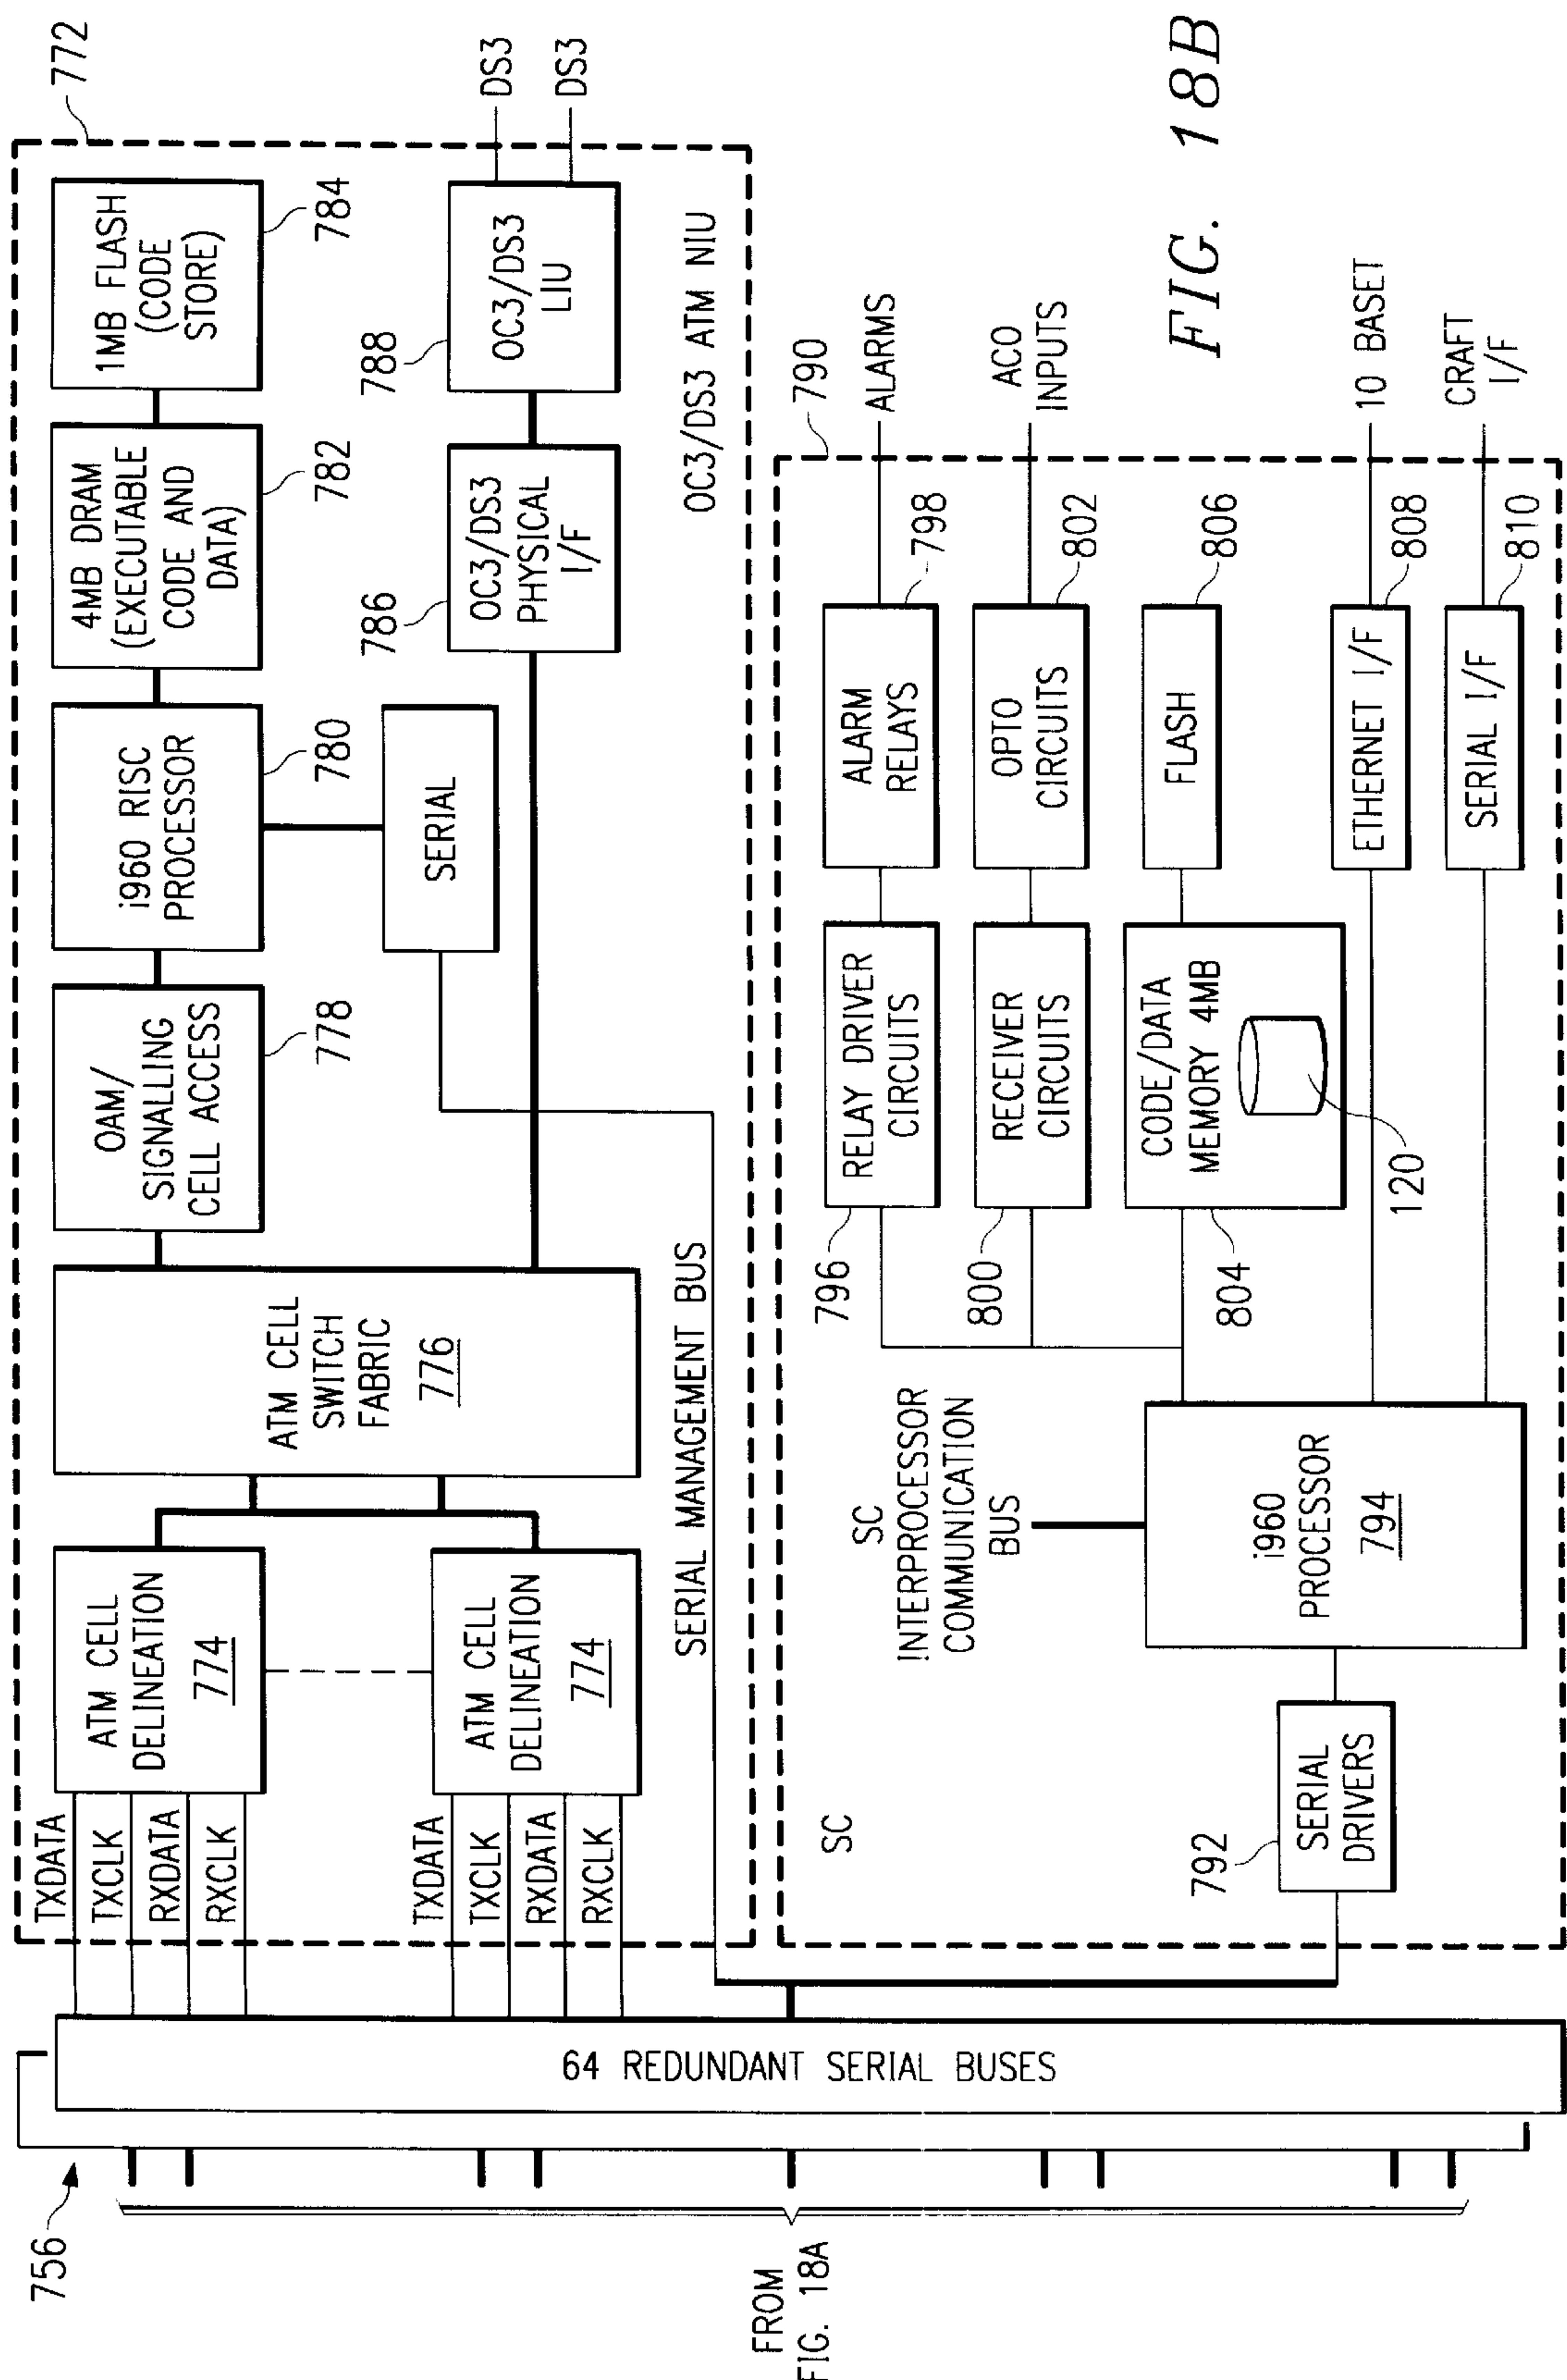 772
DS3
DS3
1MB FLASH
(CODE
STORE)
784
4MB DRAM
(EXECUTABLE
CODE AND
DATA)
782
i960 RISC
PROCESSOR
780
OAM/
SIGNALLING
CELL ACCESS
778
SERIAL
788
OC3/DS3
LIU
786
OC3/DS3
PHYSICAL
I/F
OC3/DS3 ATM NIU
ATM CELL
SWITCH
FABRIC
776
ATM CELL
DELINEATION
774
ATM CELL
DELINEATION
774
TXDATA
TXCLK
RXDATA
RXCLK
TXDATA
TXCLK
RXDATA
RXCLK
SERIAL MANAGEMENT BUS
64 REDUNDANT SERIAL BUSES
756
FROM
FIG. 18A
790
ALARMS
ACO
INPUTS
10 BASET
CRAFT
I/F
ALARM
RELAYS
798
OPTO
CIRCUITS
802
FLASH
806
ETHERNET I/F
808
SERIAL I/F
810
RELAY DRIVER
CIRCUITS
796
RECEIVER
CIRCUITS
800
CODE/DATA
MEMORY 4MB
804
120
SC
INTERPROCESSOR
COMMUNICATION
BUS
i960
PROCESSOR
794
SC
792
SERIAL
DRIVERS
FIG. 18B